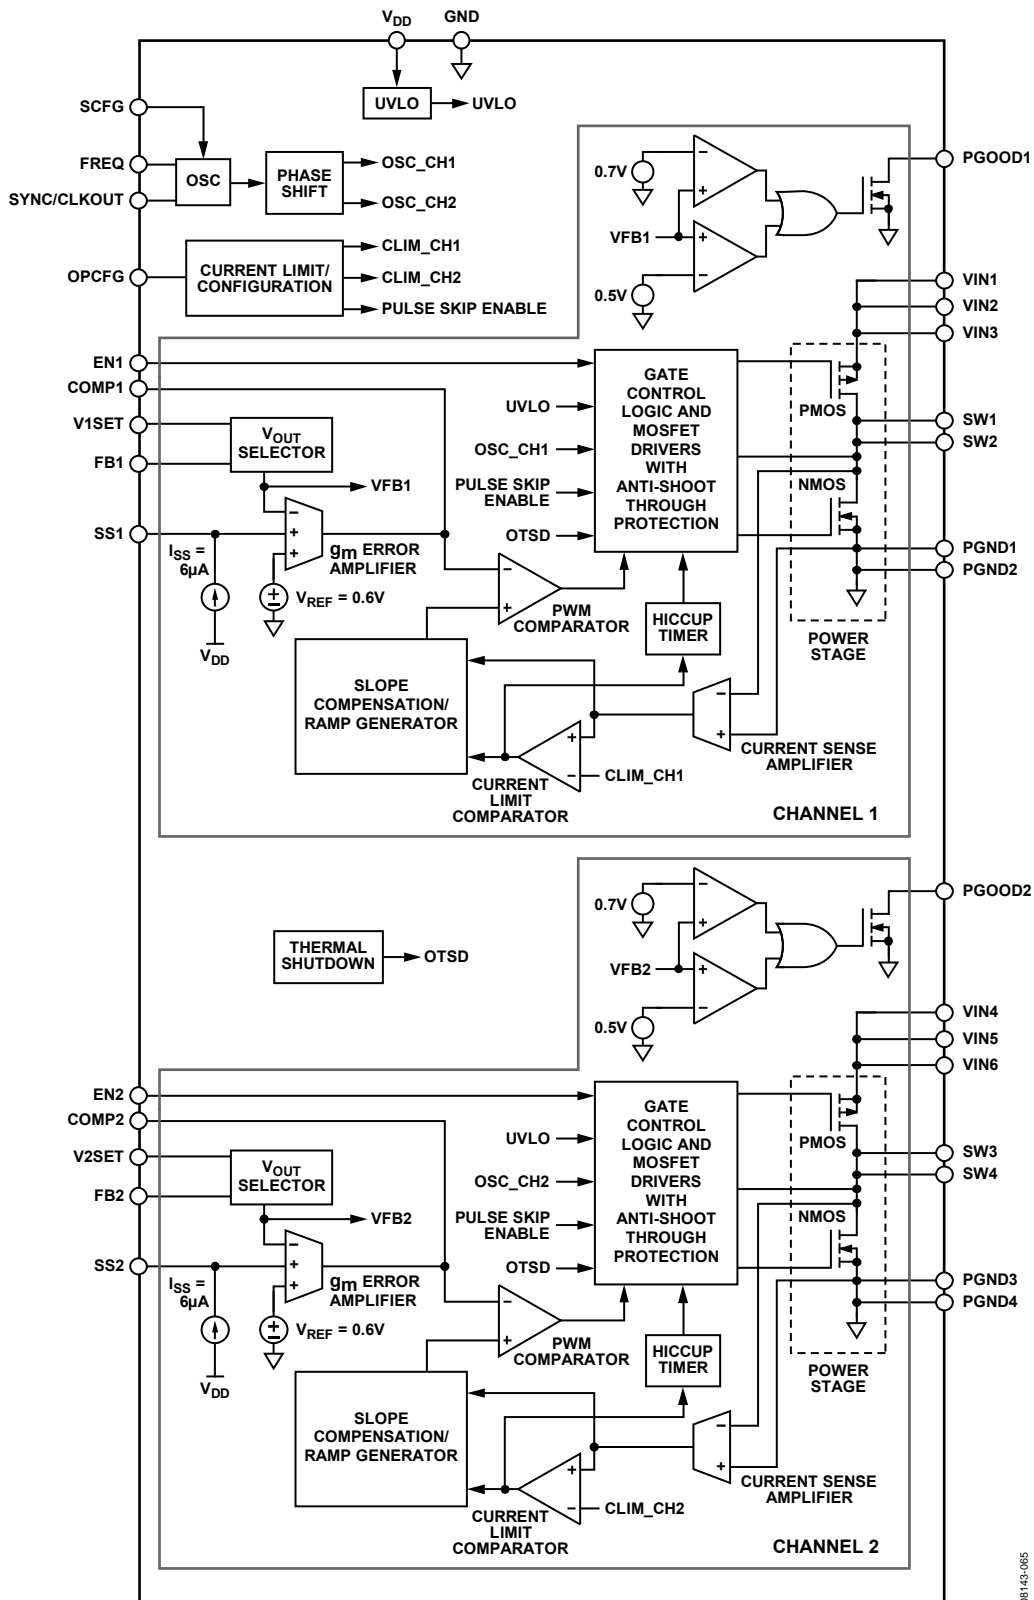 VDD
GND
SCFG
UVLO
UVLO
FREQ
OSC
PHASE
SHIFT
OSC_CH1
OSC_CH2
SYNC/CLKOUT
OPCFG
CURRENT LIMIT/
CONFIGURATION
CLIM_CH1
CLIM_CH2
PULSE SKIP ENABLE
0.7V
−
+
VFB1
+
−
0.5V
PGOOD1
VIN1
VIN2
VIN3
EN1
COMP1
V1SET
FB1
VOUT
SELECTOR
VFB1
SS1
ISS =
6µA
VDD
−
+
+
gm ERROR
AMPLIFIER
+
−
VREF = 0.6V
UVLO
OSC_CH1
PULSE SKIP
ENABLE
OTSD
GATE
CONTROL
LOGIC AND
MOSFET
DRIVERS
WITH
ANTI-SHOOT
THROUGH
PROTECTION
PMOS
NMOS
SW1
SW2
PGND1
PGND2
POWER
STAGE
−
+
PWM
COMPARATOR
HICCUP
TIMER
SLOPE
COMPENSATION/
RAMP GENERATOR
+
−
CLIM_CH1
CURRENT
LIMIT
COMPARATOR
−
+
CURRENT SENSE
AMPLIFIER
CHANNEL 1
THERMAL
SHUTDOWN
OTSD
0.7V
−
+
VFB2
+
−
0.5V
PGOOD2
VIN4
VIN5
VIN6
EN2
COMP2
V2SET
FB2
VOUT
SELECTOR
VFB2
SS2
ISS =
6µA
VDD
−
+
+
gm ERROR
AMPLIFIER
+
−
VREF = 0.6V
UVLO
OSC_CH2
PULSE SKIP
ENABLE
OTSD
GATE
CONTROL
LOGIC AND
MOSFET
DRIVERS
WITH
ANTI-SHOOT
THROUGH
PROTECTION
PMOS
NMOS
SW3
SW4
PGND3
PGND4
POWER
STAGE
−
+
PWM
COMPARATOR
HICCUP
TIMER
SLOPE
COMPENSATION/
RAMP GENERATOR
+
−
CLIM_CH2
CURRENT
LIMIT
COMPARATOR
−
+
CURRENT SENSE
AMPLIFIER
CHANNEL 2
08143-065